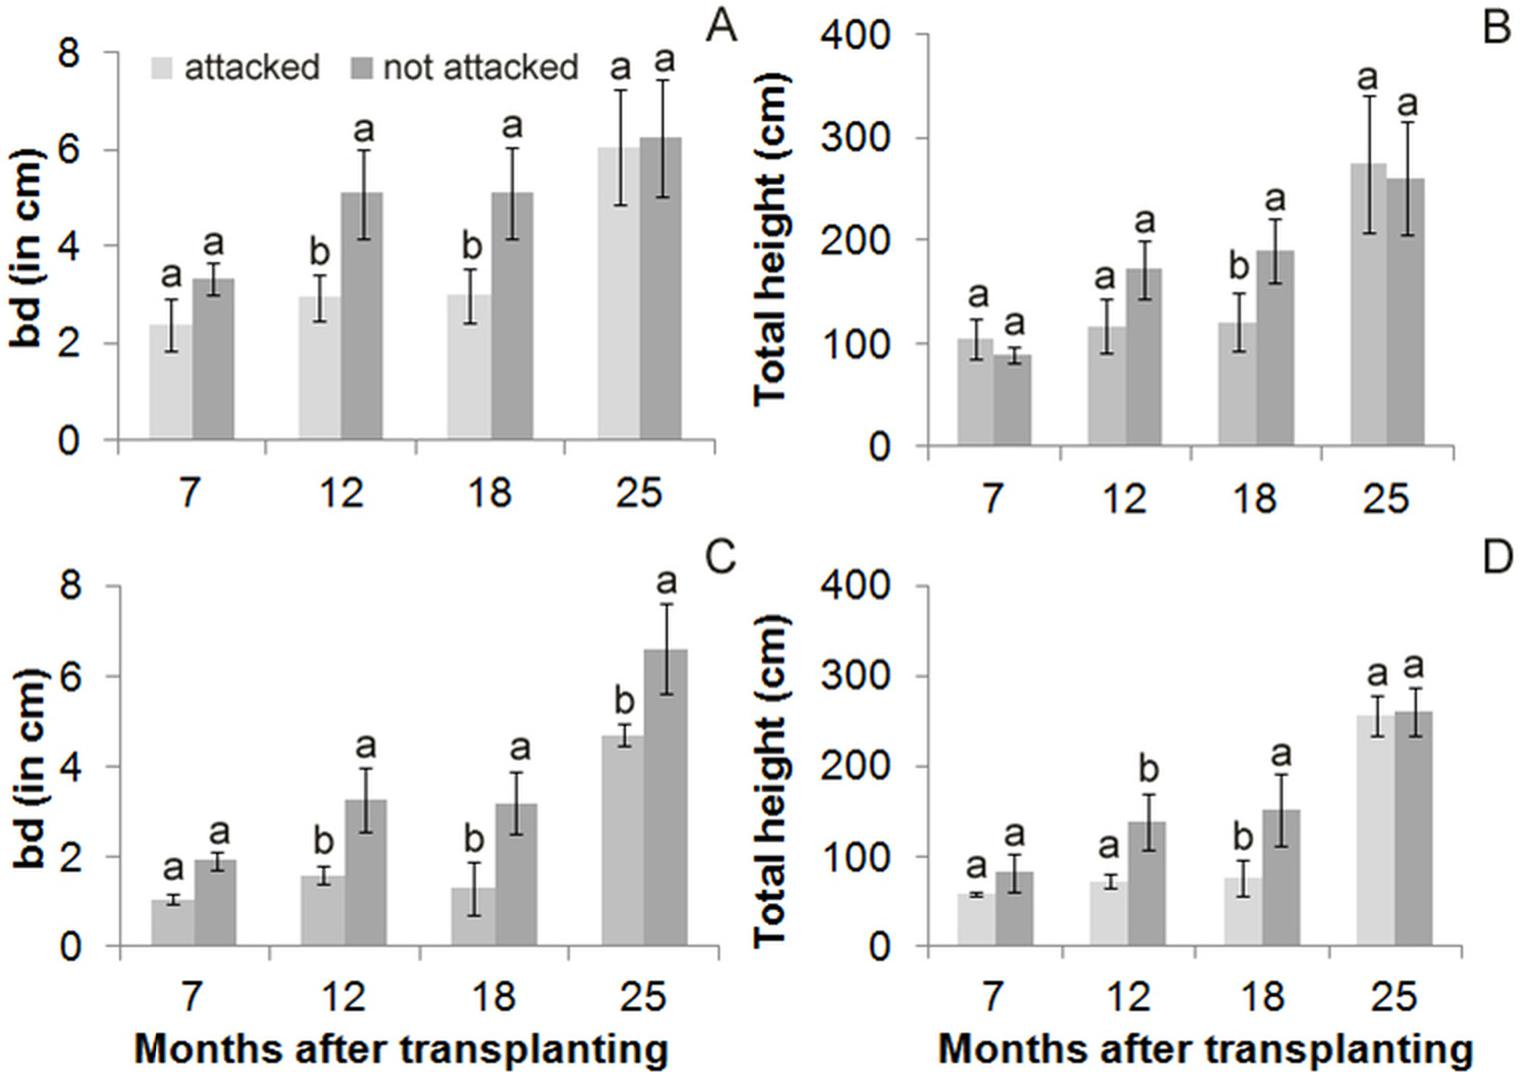 A
8
attacked
not attacked
a
a
a
a
a
a
b
b
6
4
2
0
bd (in cm)
7
12
18
25
B
400
300
200
100
0
Total height (cm)
a
a
a
a
b
a
a
a
7
12
18
25
C
8
6
4
2
0
bd (in cm)
a
a
b
a
b
a
b
a
7
12
18
25
Months after transplanting
D
400
300
200
100
0
Total height (cm)
a
a
a
b
b
a
a
a
7
12
18
25
Months after transplanting